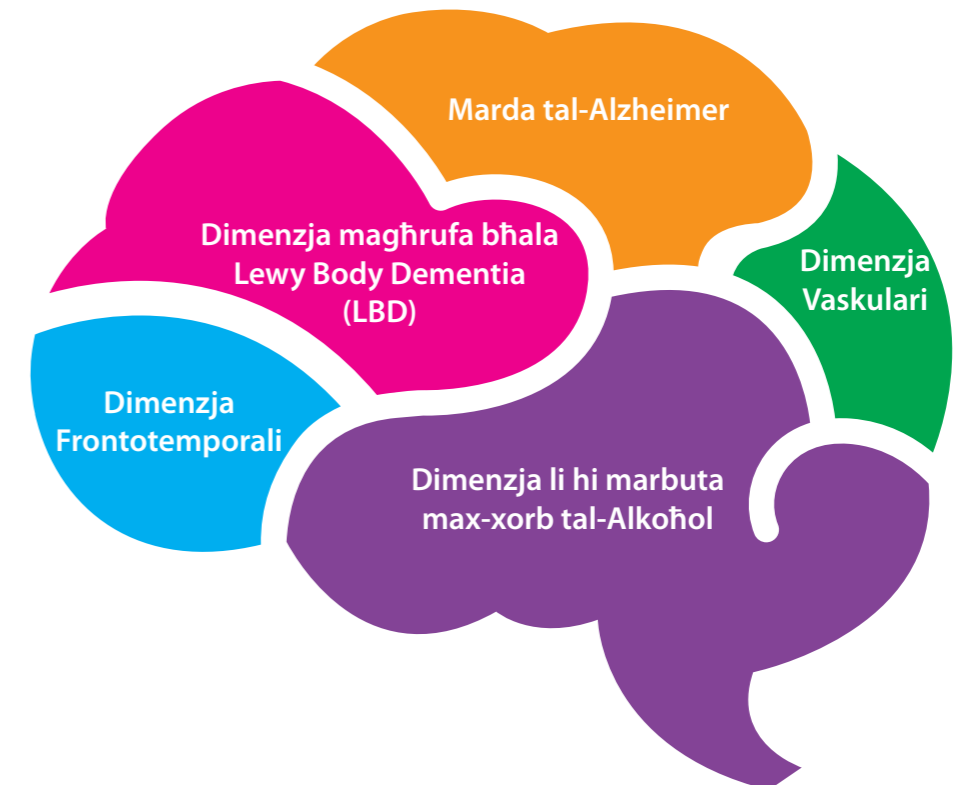 Marda tal-Alzheimer
Dimenzja magħrufa bħala
Lewy Body Dementia
(LBD)
Dimenzja
Vaskulari
Dimenzja
Frontotemporali
Dimenzja li hi marbuta
max-xorb tal-Alkoħol